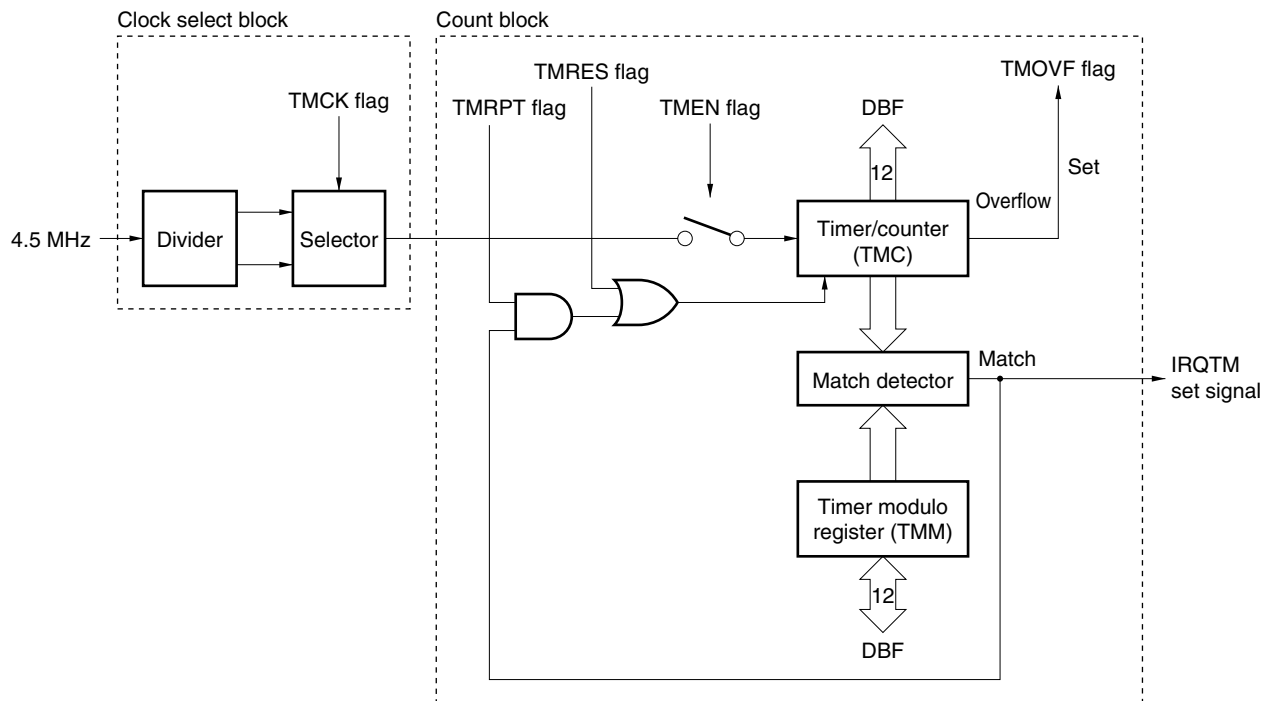 Clock select block
Count block
TMRES flag
TMOVF flag
TMCK flag
TMRPT flag
TMEN flag
DBF
12
Set
Overflow
4.5 MHz
Divider
Selector
Timer/counter
(TMC)
Match
Match detector
IRQTM
set signal
Timer modulo
register (TMM)
12
DBF